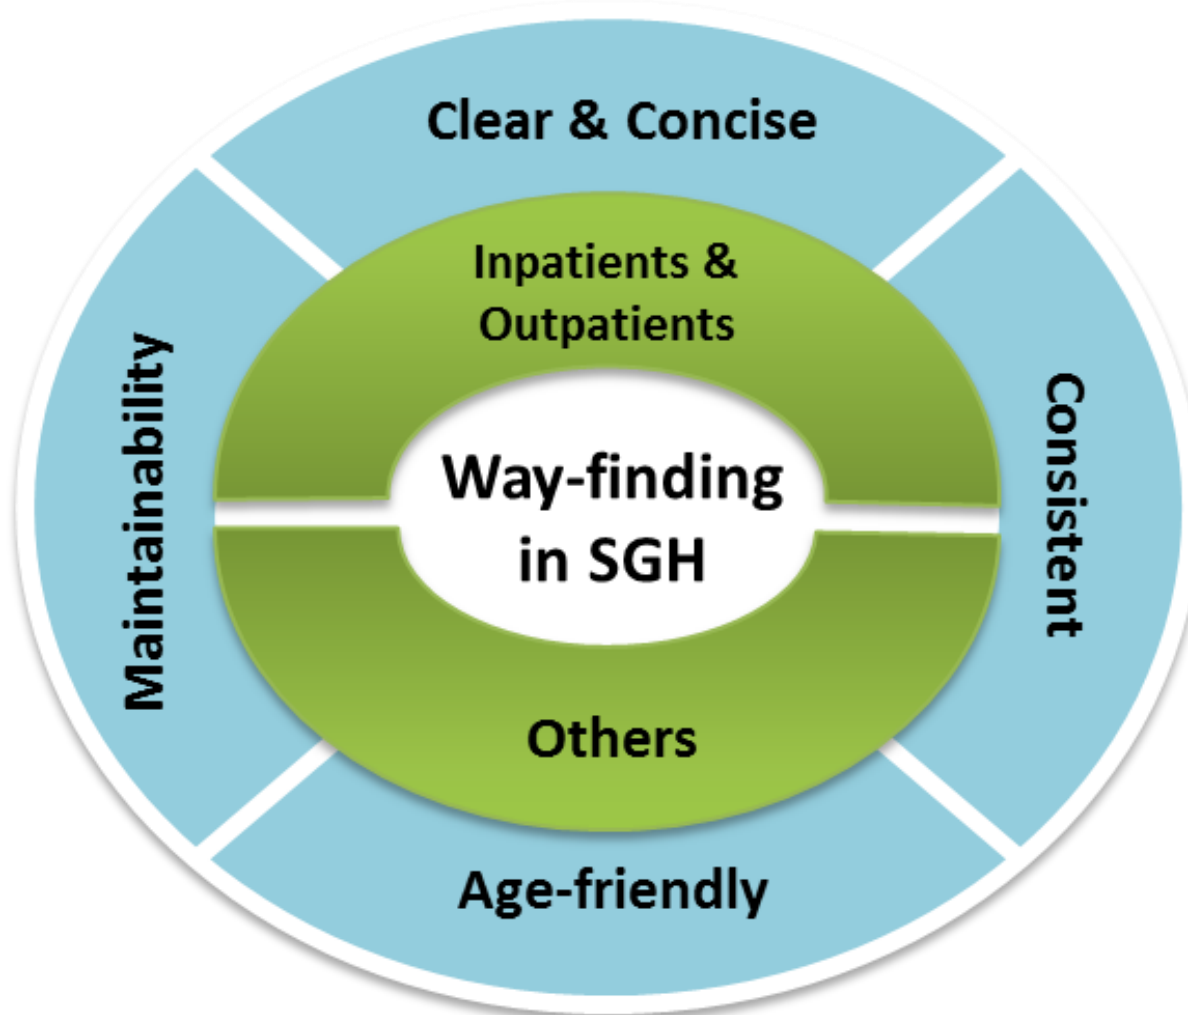 Clear & Concise
Inpatients &
Outpatients
Maintainability
Way-finding
in SGH
Consistent
Others
Age-friendly